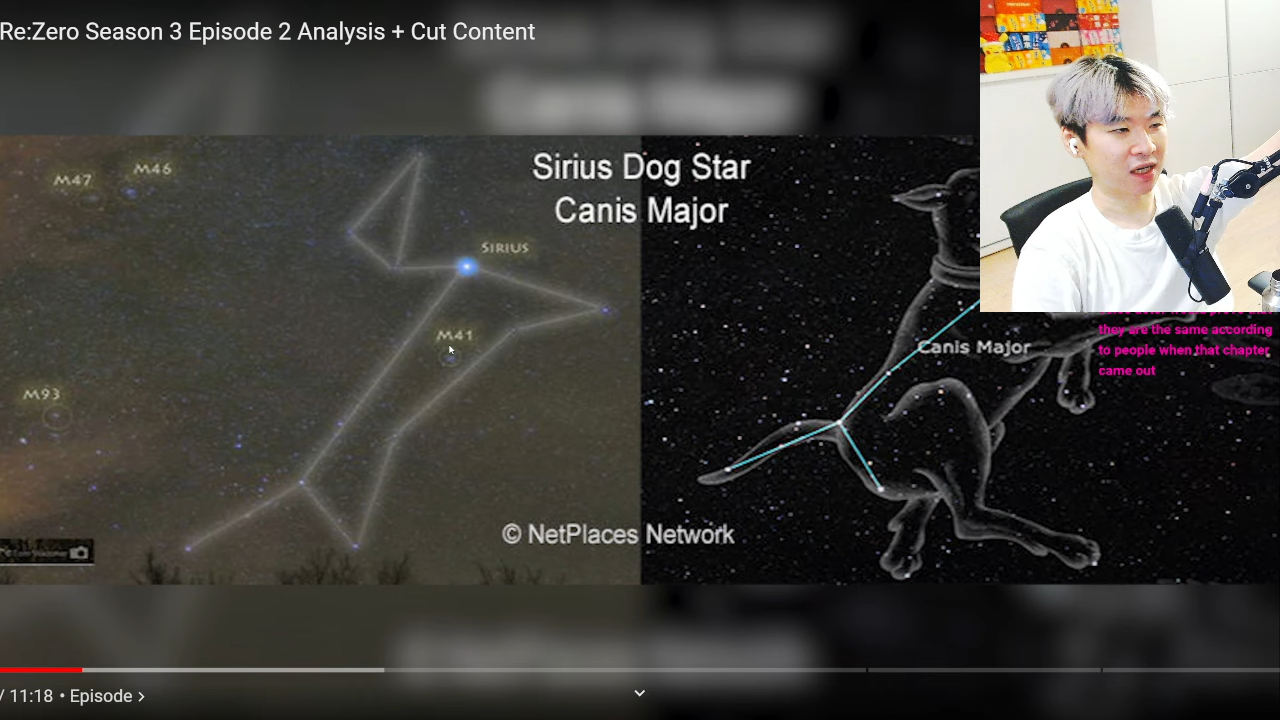 Re:Zero Season 3 Episode 2 Analysis + Cut Content
M47
M46
Sirius Dog Star
Canis Major
SIRIUS
M41
M93
Canis Major
they are the same according
to people when that chapter
came out
© NetPlaces Network
/ 11:18 • Episode >